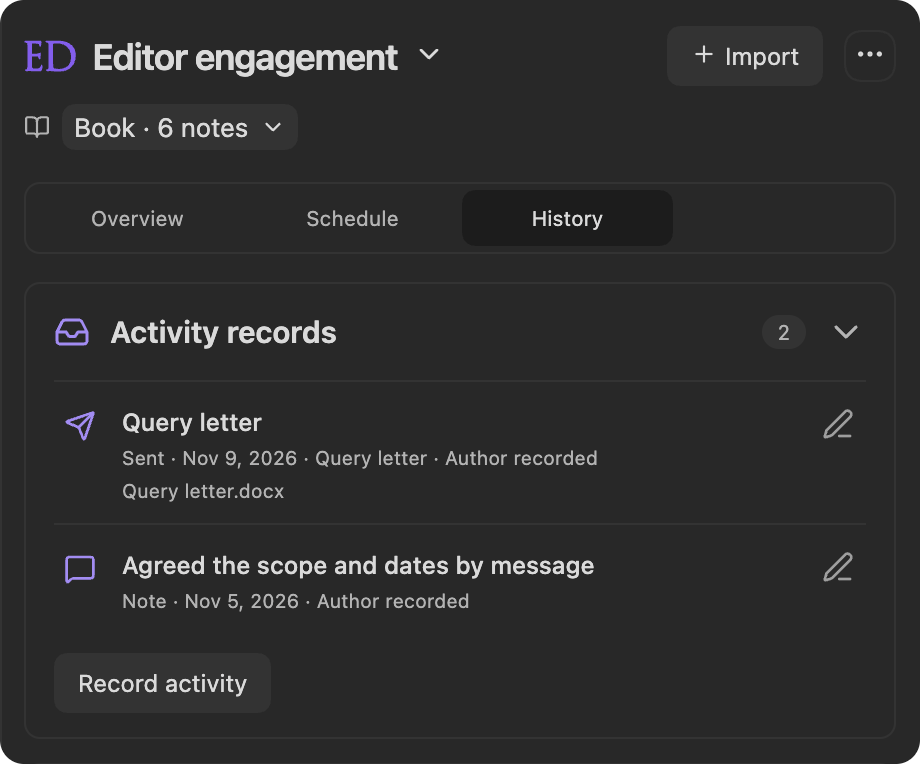 ED Editor engagement
+ Import
Book · 6 notes
Overview
Schedule
History
Activity records
2
Query letter
Sent · Nov 9, 2026 · Query letter · Author recorded
Query letter.docx
Agreed the scope and dates by message
Note · Nov 5, 2026 · Author recorded
Record activity